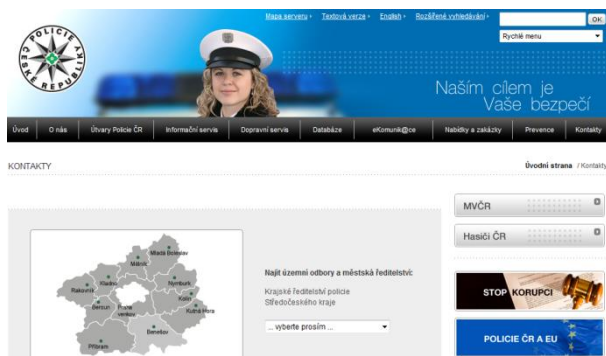 Mapa serveru
Textová verze
English
Rozšířené vyhledávání
OK
Rychlé menu
POLICIE
ČESKÉ REPUBLIKY
Naším cílem je
Vaše bezpečí
Úvod
O nás
Útvary Policie ČR
Informační servis
Dopravní servis
Databáze
eKomunik@ce
Nabídky a zakázky
Prevence
Kontakty
KONTAKTY
Úvodní strana / Kontakty
MVČR
Hasiči ČR
Mladá Boleslav
Mělník
Kladno
Nymburk
Rakovník
Kolín
Beroun
Praha
venkov
Kutná Hora
Benešov
Příbram
Najít územní odbory a městská ředitelství:
Krajské ředitelství policie
Středočeského kraje
... vyberte prosím ...
STOP KORUPCI
POLICIE ČR A EU